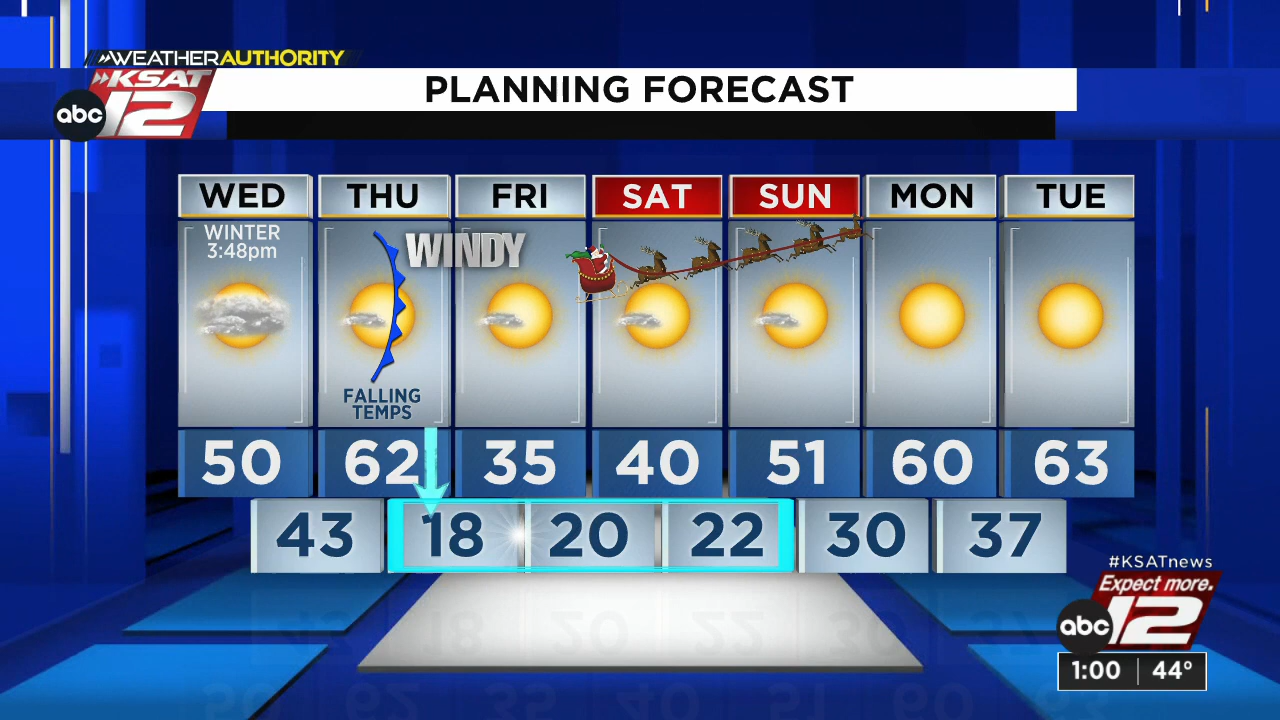 WEATHERAUTHORITY
KSAT
abc 12
PLANNING FORECAST
WED THU FRI SAT SUN MON TUE
WINTER
3:48pm
WINDY
FALLING
TEMPS
50 62 35 40 51 60 63
43 18 20 22 30 37
#KSATnews
Expect more.
abc 12
1:00 44°